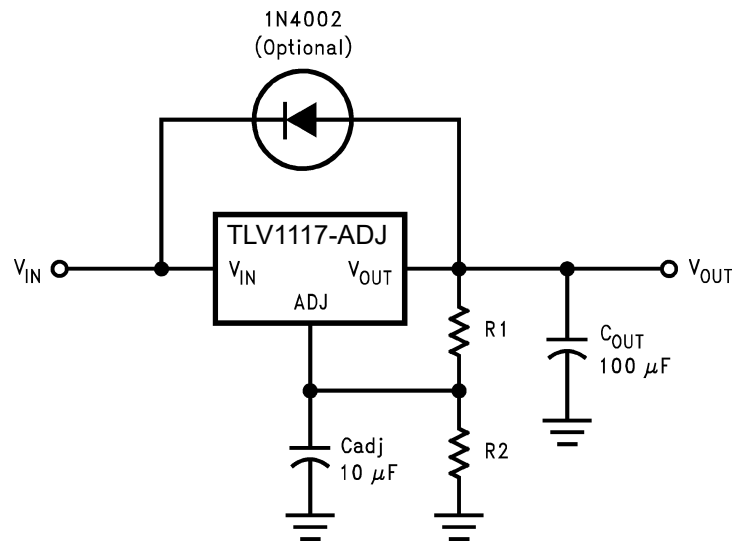 1N4002
(Optional)
TLV1117-ADJ
VIN
VIN
VOUT
VOUT
ADJ
R1
COUT
100 µF
Cadj
10 µF
R2